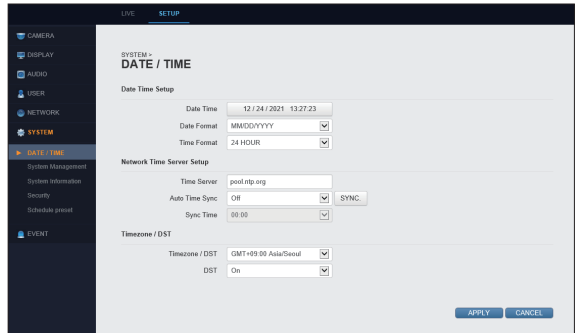 LIVE SETUP
CAMERA
DISPLAY
AUDIO
USER
NETWORK
SYSTEM
DATE / TIME
System Management
System Information
Security
Schedule preset
EVENT
SYSTEM >
DATE / TIME
Date Time Setup
Date Time 12 / 24 / 2021 13:27:23
Date Format MM/DD/YYYY
Time Format 24 HOUR
Network Time Server Setup
Time Server pool.ntp.org
Auto Time Sync Off SYNC.
Sync Time 00:00
Timezone / DST
Timezone / DST GMT+09:00 Asia/Seoul
DST On
APPLY CANCEL